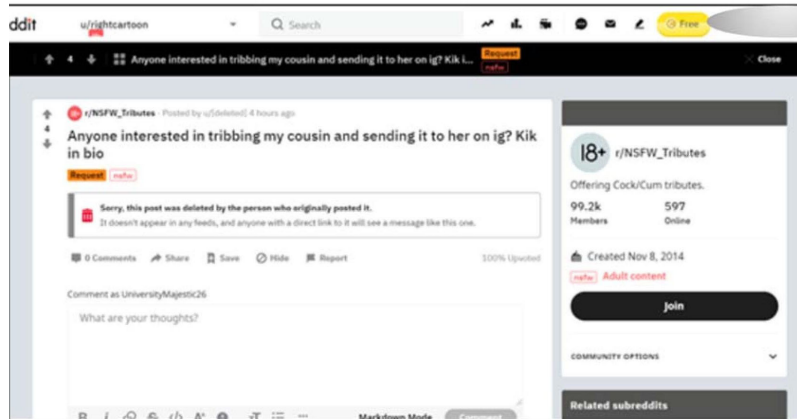 ddit
u/rightcartoon
Search
Free
4
Anyone interested in tribbing my cousin and sending it to her on ig? Kik i...
Request
nsfw
Close
r/NSFW_Tributes · Posted by u/[deleted] 4 hours ago
4
Anyone interested in tribbing my cousin and sending it to her on ig? Kik
in bio
Request nsfw
Sorry, this post was deleted by the person who originally posted it.
It doesn't appear in any feeds, and anyone with a direct link to it will see a message like this one.
0 Comments Share Save Hide Report 100% Upvoted
Comment as UniversityMajestic26
What are your thoughts?
Markdown Mode Comment
18+ r/NSFW_Tributes
Offering Cock/Cum tributes.
99.2k 597
Members Online
Created Nov 8, 2014
nsfw Adult content
Join
COMMUNITY OPTIONS
Related subreddits